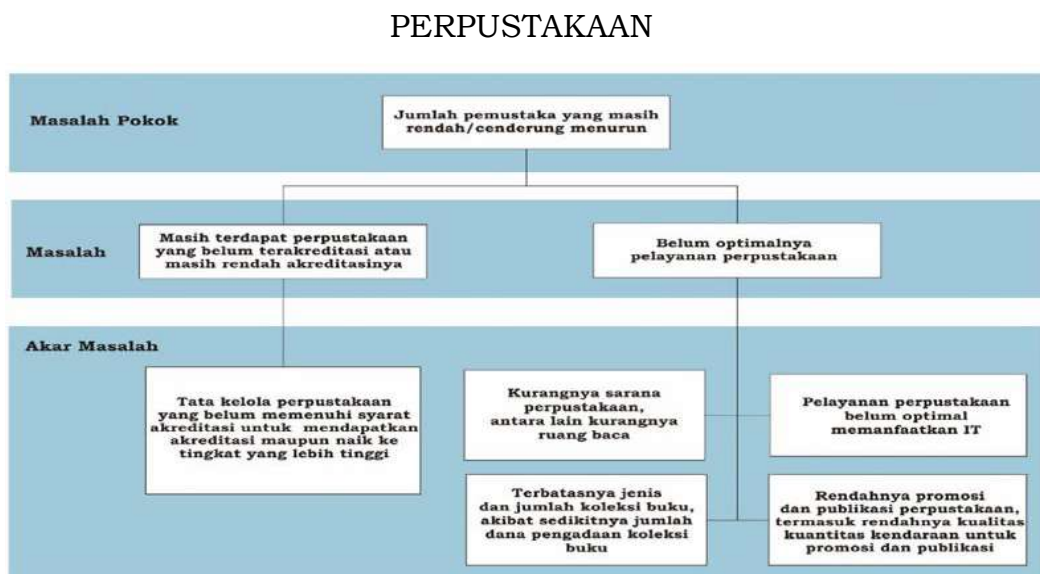 PERPUSTAKAAN
Masalah Pokok
Jumlah pemustaka yang masih
rendah/cenderung menurun
Masalah
Masih terdapat perpustakaan
yang belum terakreditasi atau
masih rendah akreditasinya
Belum optimalnya
pelayanan perpustakaan
Akar Masalah
Tata kelola perpustakaan
yang belum memenuhi syarat
akreditasi untuk mendapatkan
akreditasi maupun naik ke
tingkat yang lebih tinggi
Kurangnya sarana
perpustakaan,
antara lain kurangnya
ruang baca
Pelayanan perpustakaan
belum optimal
memanfaatkan IT
Terbatasnya jenis
dan jumlah koleksi buku,
akibat sedikitnya jumlah
dana pengadaan koleksi
buku
Rendahnya promosi
dan publikasi perpustakaan,
termasuk rendahnya kualitas
kuantitas kendaraan untuk
promosi dan publikasi